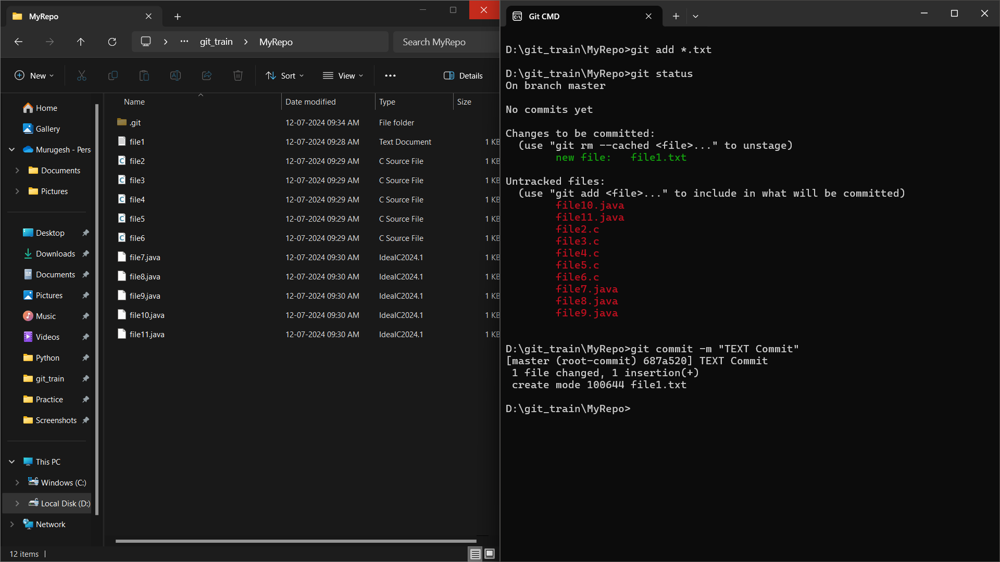 MyRepo
git_train
MyRepo
Search MyRepo
New
Sort
View
Details
Name
Date modified
Type
Size
.git 12-07-2024 09:34 AM File folder
file1 12-07-2024 09:28 AM Text Document 1 KB
file2 12-07-2024 09:29 AM C Source File 1 KB
file3 12-07-2024 09:29 AM C Source File 1 KB
file4 12-07-2024 09:29 AM C Source File 1 KB
file5 12-07-2024 09:29 AM C Source File 1 KB
file6 12-07-2024 09:29 AM C Source File 1 KB
file7.java 12-07-2024 09:30 AM IdeaIC2024.1 1 KB
file8.java 12-07-2024 09:30 AM IdeaIC2024.1 1 KB
file9.java 12-07-2024 09:30 AM IdeaIC2024.1 1 KB
file10.java 12-07-2024 09:30 AM IdeaIC2024.1 1 KB
file11.java 12-07-2024 09:30 AM IdeaIC2024.1 1 KB
Home
Gallery
Murugesh - Pers
Documents
Pictures
Desktop
Downloads
Documents
Pictures
Music
Videos
Python
git_train
Practice
Screenshots
This PC
Windows (C:)
Local Disk (D:)
Network
12 items
Git CMD
D:\git_train\MyRepo>git add *.txt
D:\git_train\MyRepo>git status
On branch master
No commits yet
Changes to be committed:
(use "git rm --cached <file>..." to unstage)
new file:   file1.txt
Untracked files:
(use "git add <file>..." to include in what will be committed)
file10.java
file11.java
file2.c
file3.c
file4.c
file5.c
file6.c
file7.java
file8.java
file9.java
D:\git_train\MyRepo>git commit -m "TEXT Commit"
[master (root-commit) 687a520] TEXT Commit
1 file changed, 1 insertion(+)
create mode 100644 file1.txt
D:\git_train\MyRepo>